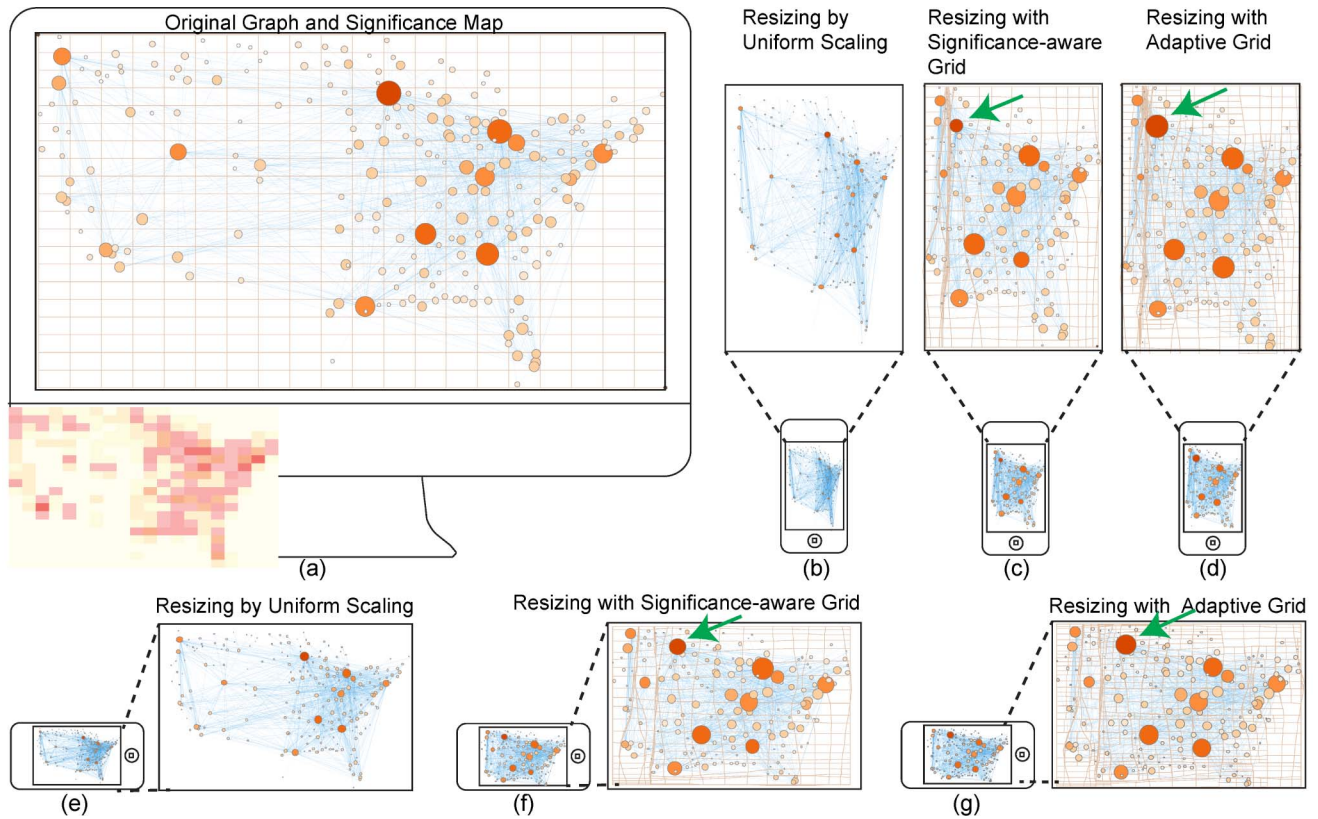 Original Graph and Significance Map
Resizing by
Uniform Scaling
Resizing with
Significance-aware
Grid
Resizing with
Adaptive Grid
(a)
(b)
(c)
(d)
Resizing by Uniform Scaling
Resizing with Significance-aware Grid
Resizing with Adaptive Grid
(e)
(f)
(g)